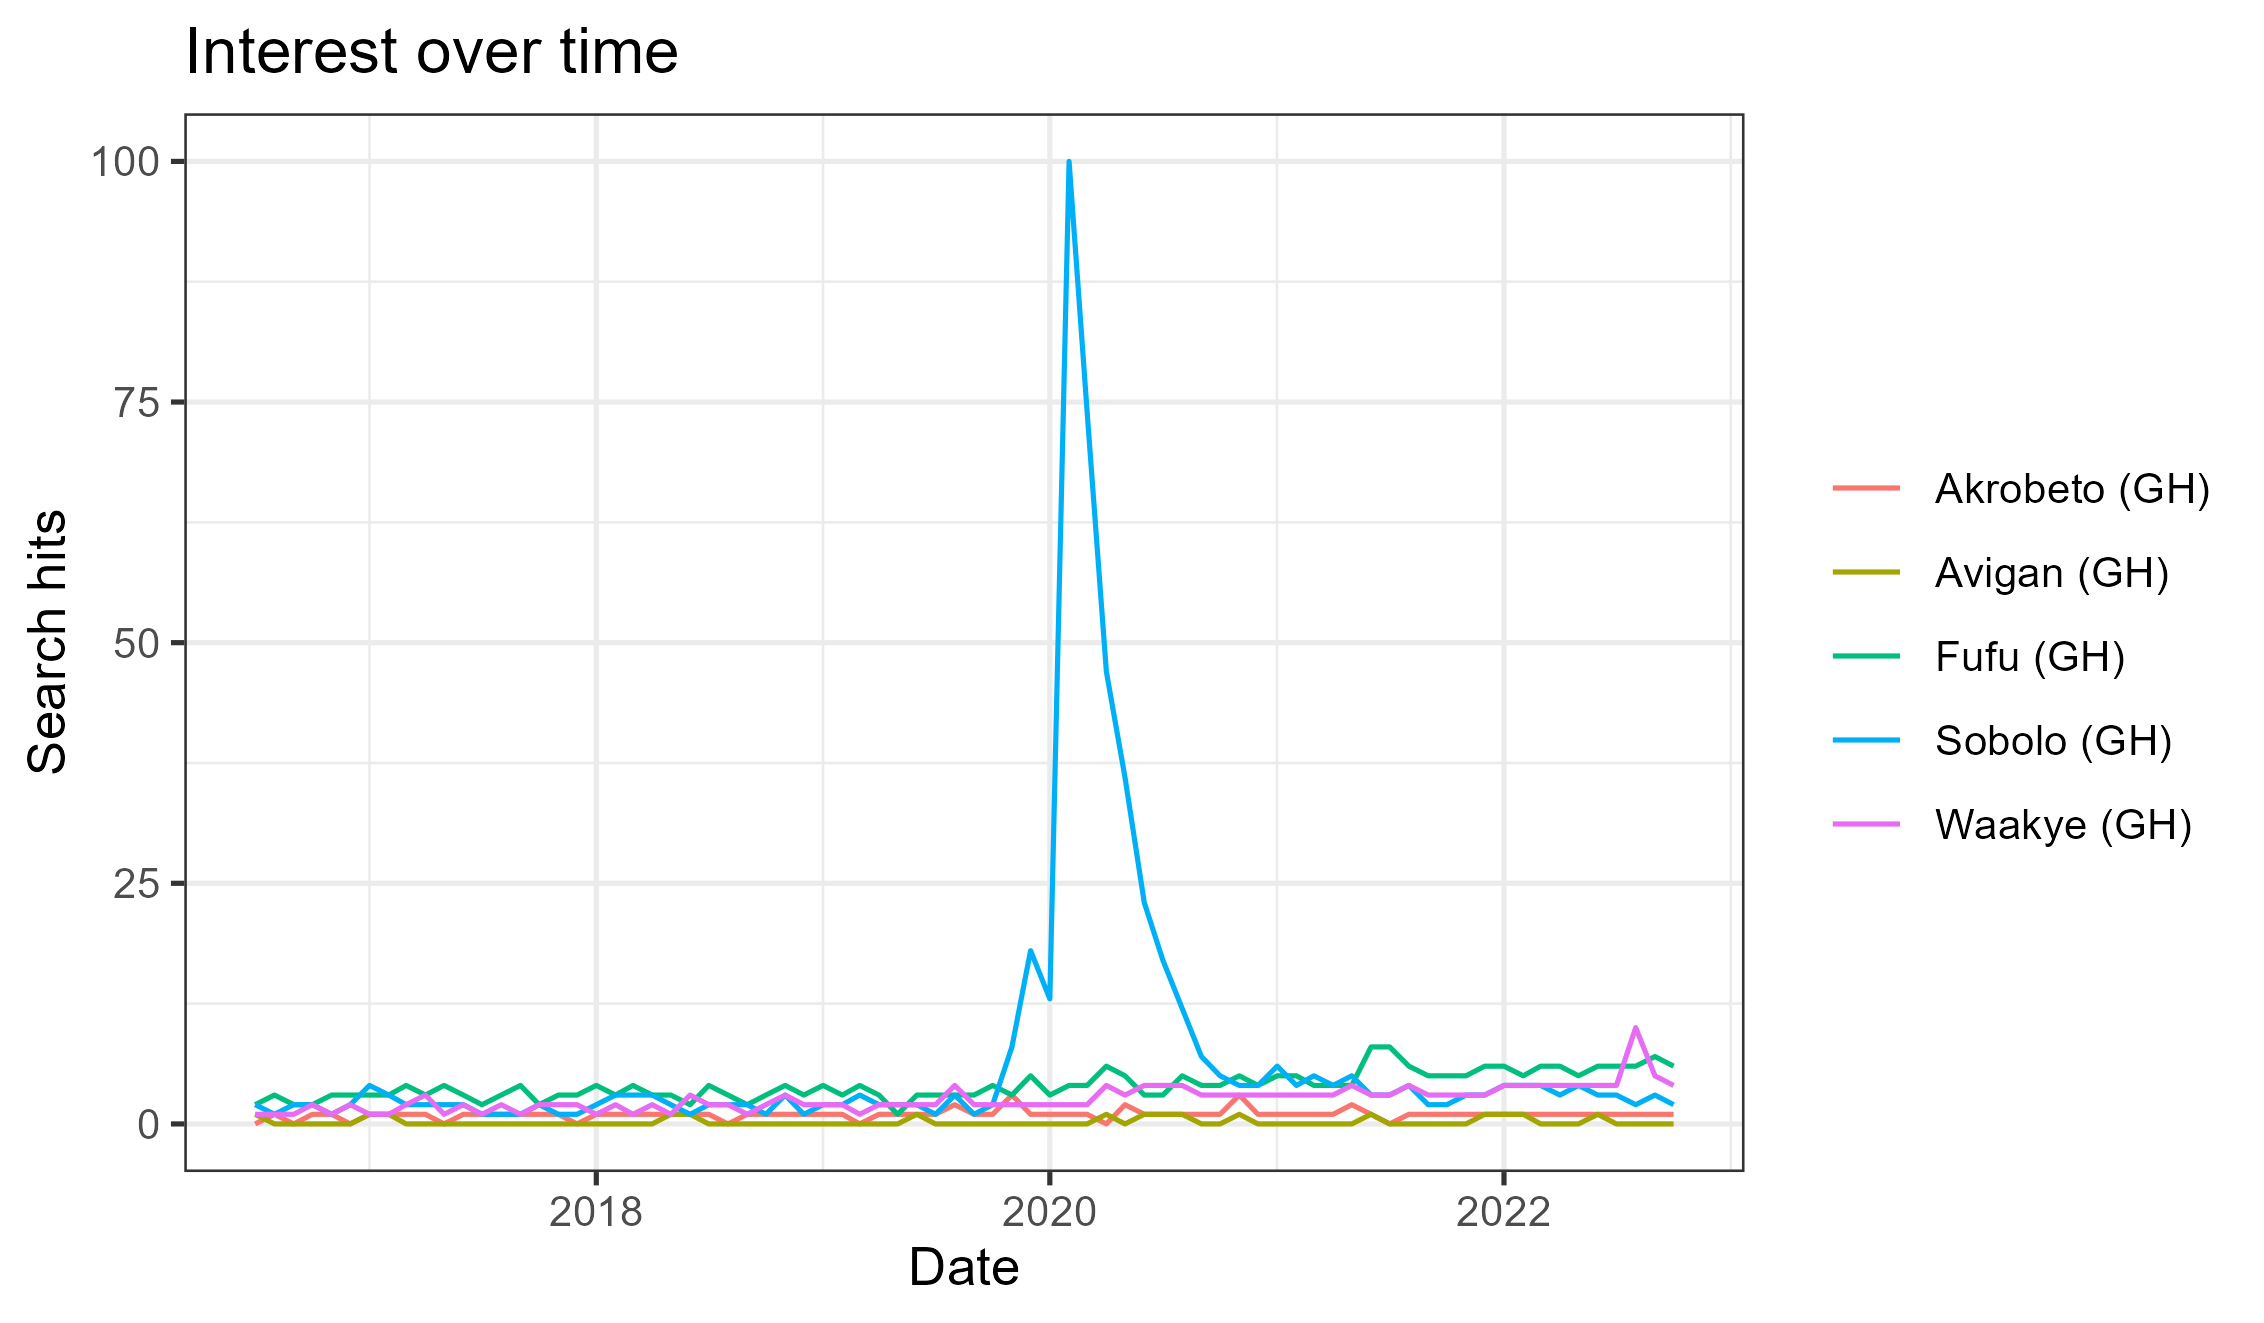 Interest over time
100
75
50
25
0
Search hits
2018
2020
2022
Date
Akrobeto (GH)
Avigan (GH)
Fufu (GH)
Sobolo (GH)
Waakye (GH)